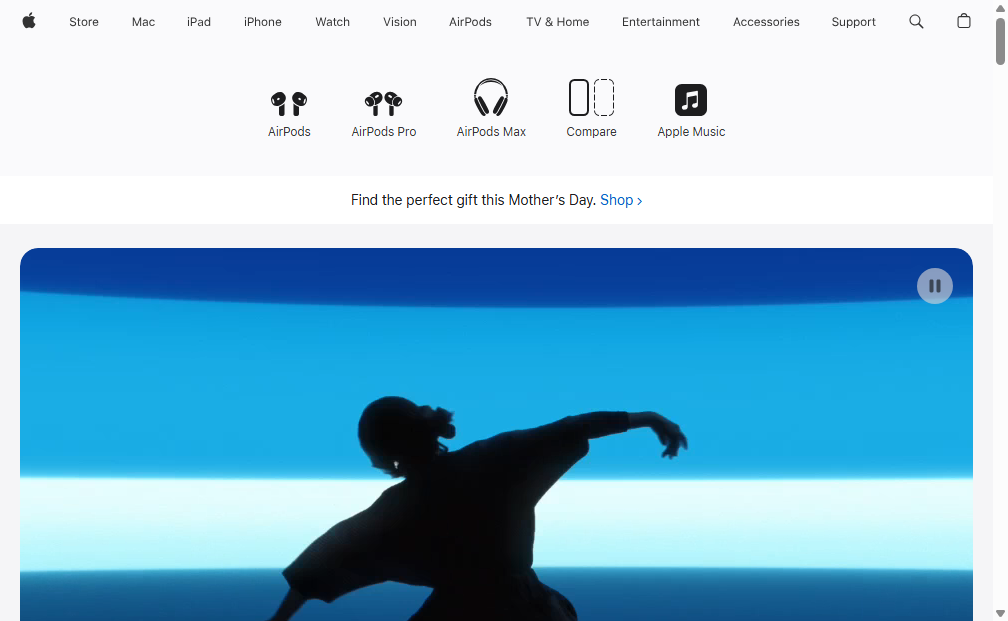 Store Mac iPad iPhone Watch Vision AirPods TV & Home Entertainment Accessories Support
AirPods AirPods Pro AirPods Max Compare Apple Music
Find the perfect gift this Mother's Day. Shop >